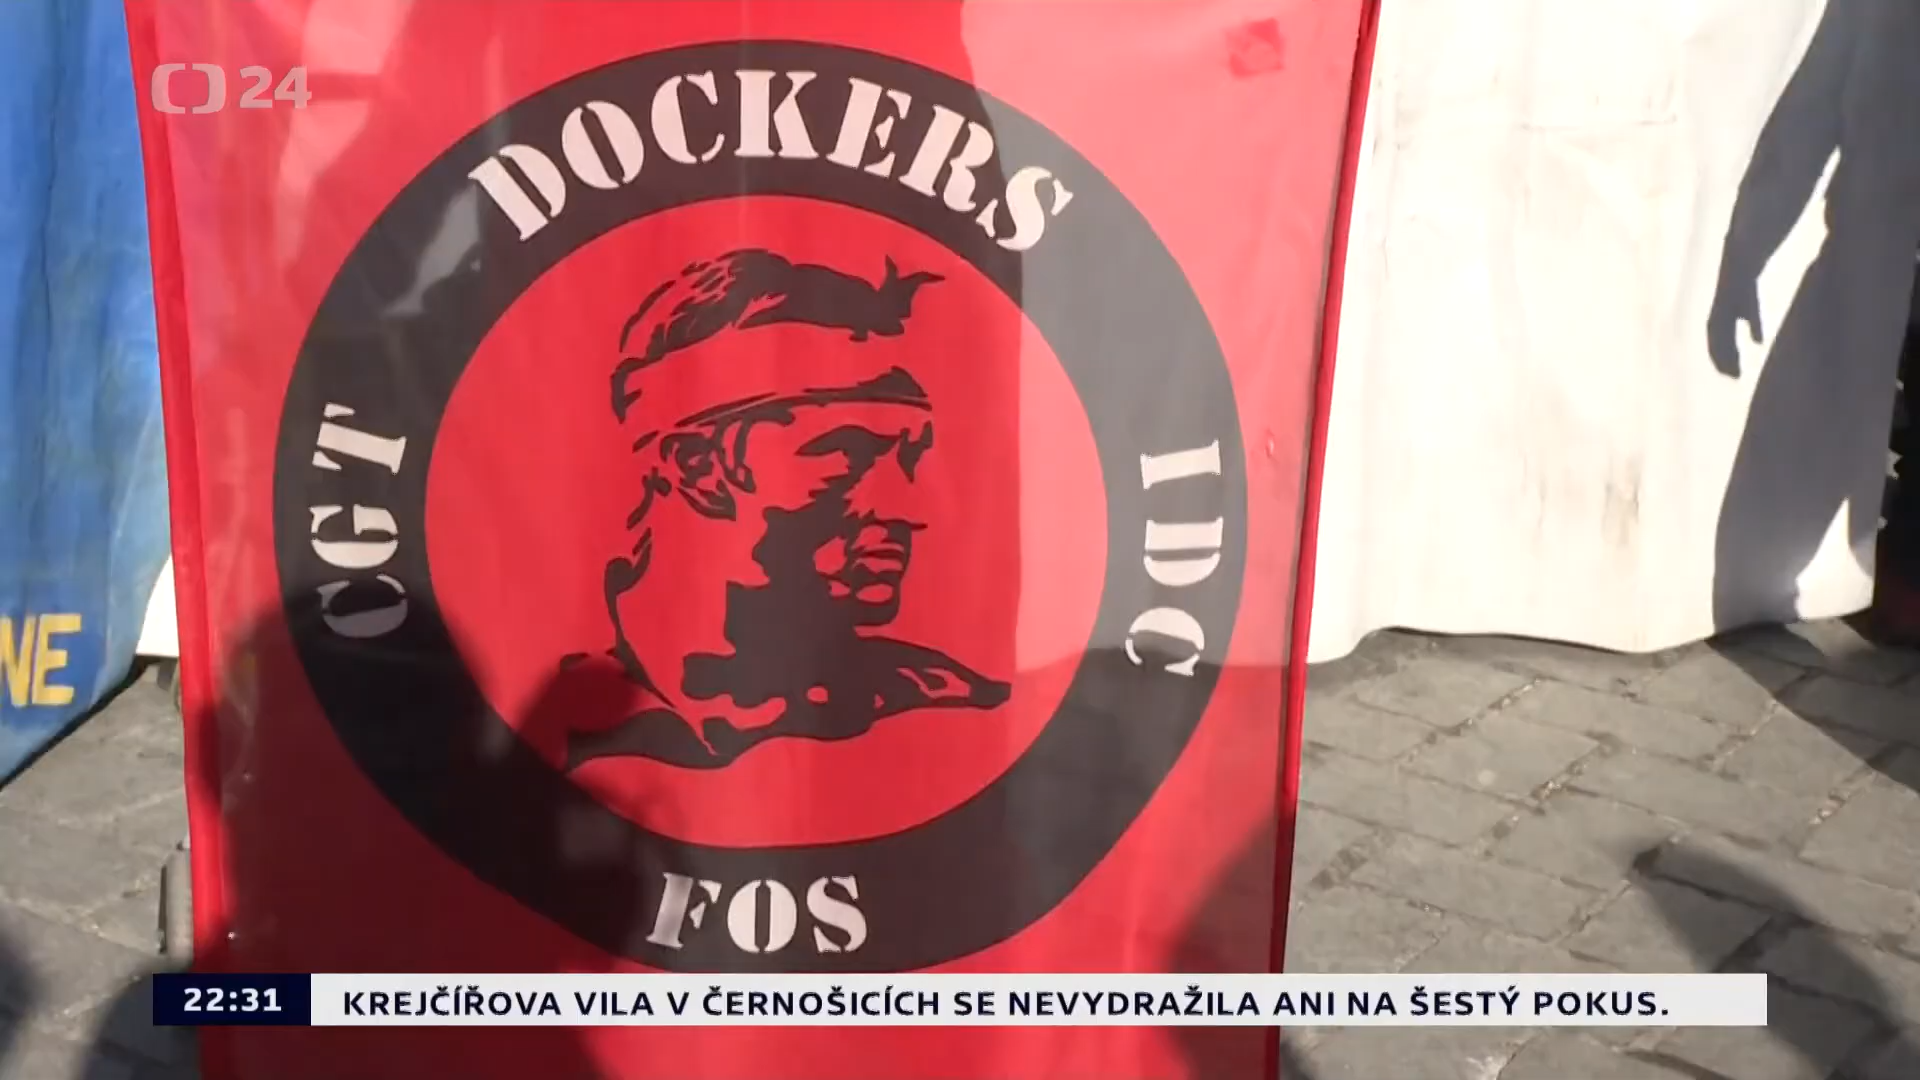 24
DOCKERS
CGT
IDC
NE
FOS
22:31 KREJČÍŘOVA VILA V ČERNOŠICÍCH SE NEVYDRAŽILA ANI NA ŠESTÝ POKUS.